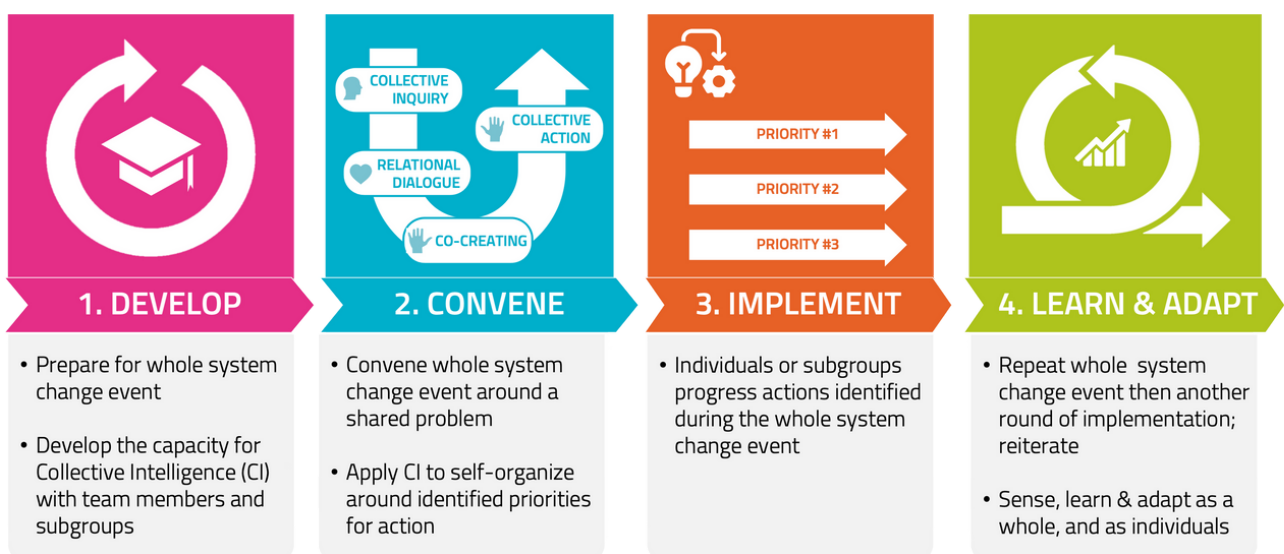 COLLECTIVE
INQUIRY
RELATIONAL
DIALOGUE
CO-CREATING
COLLECTIVE
ACTION
PRIORITY #1
PRIORITY #2
PRIORITY #3
1. DEVELOP
2. CONVENE
3. IMPLEMENT
4. LEARN & ADAPT
• Prepare for whole system
change event
• Develop the capacity for
Collective Intelligence (CI)
with team members and
subgroups
• Convene whole system
change event around a
shared problem
• Apply CI to self-organize
around identified priorities
for action
• Individuals or subgroups
progress actions identified
during the whole system
change event
• Repeat whole system
change event then another
round of implementation;
reiterate
• Sense, learn & adapt as a
whole, and as individuals